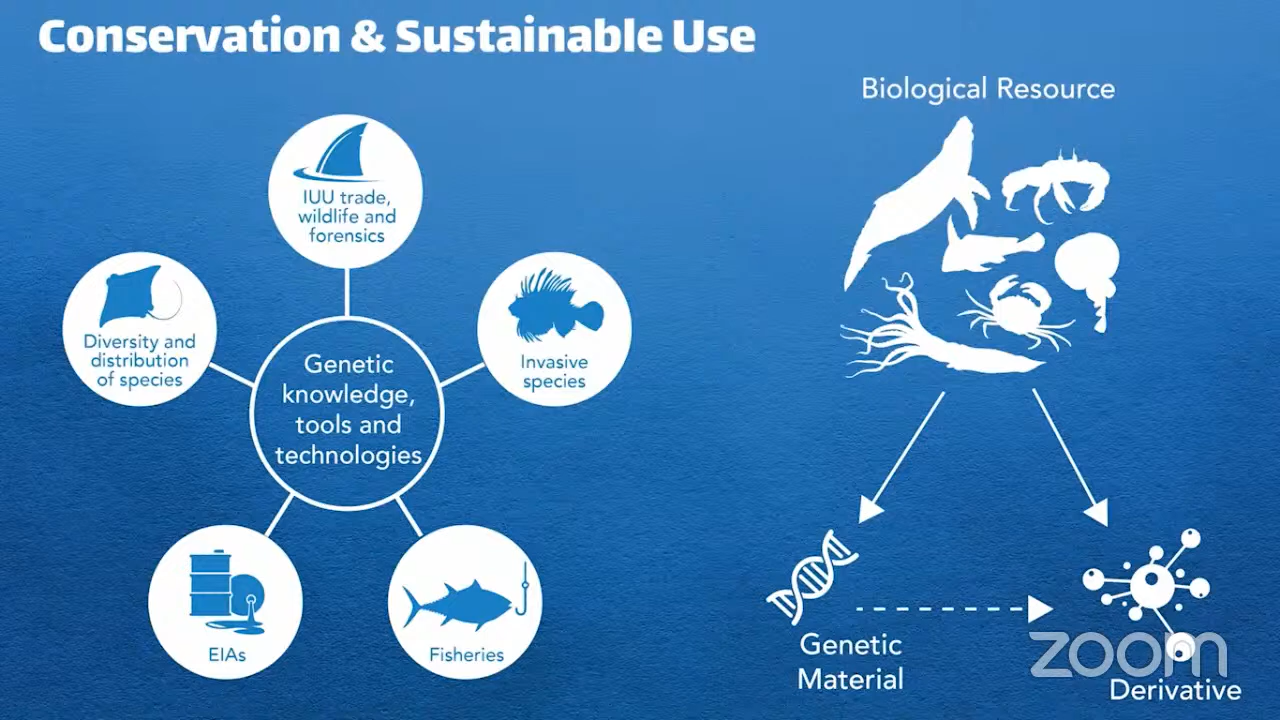 Conservation & Sustainable Use
Biological Resource
IUU trade,
wildlife and
forensics
Diversity and
distribution
of species
Invasive
species
Genetic
knowledge,
tools and
technologies
EIAs
Fisheries
Genetic
Material
zoom
Derivative